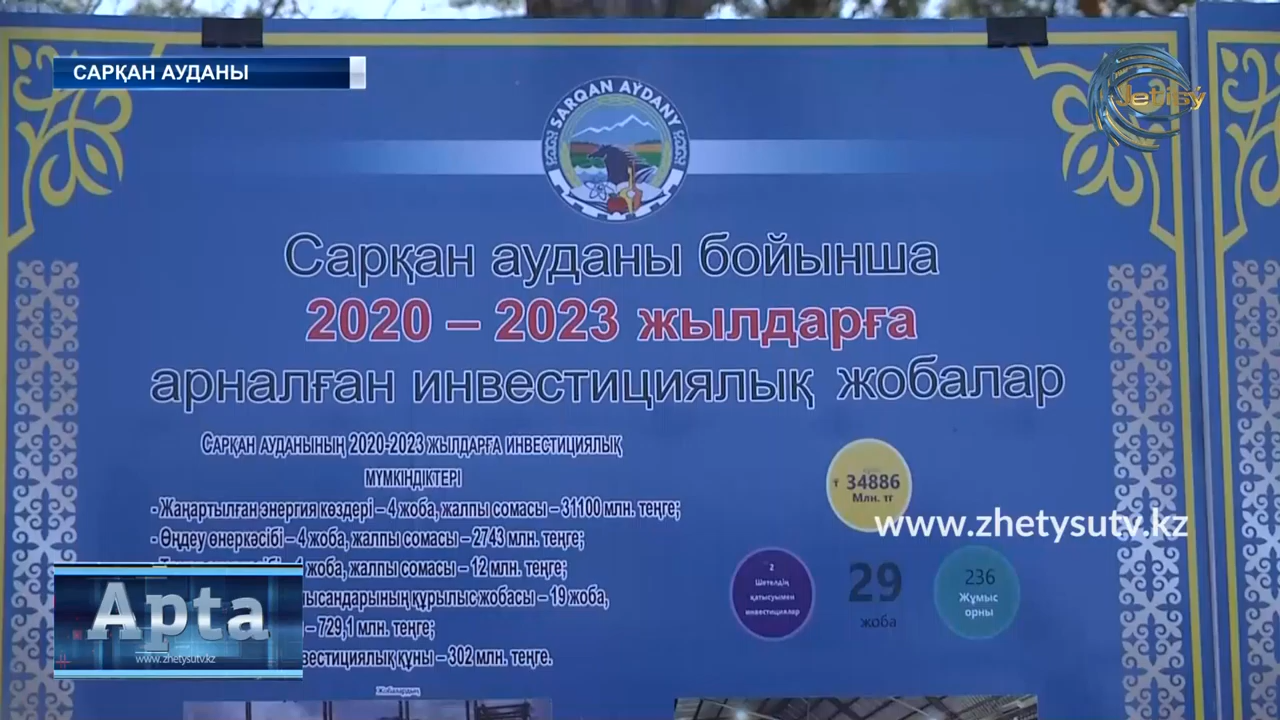 САРҚАН АУДАНЫ
Jetisy
SARQAN AYDANY
Сарқан ауданы бойынша
2020 – 2023 жылдарға
арналған инвестициялық жобалар
САРҚАН АУДАНЫНЫҢ 2020-2023 ЖЫЛДАРҒА ИНВЕСТИЦИЯЛЫҚ
МҮМКІНДІКТЕРІ
- Жаңартылған энергия көздері – 4 жоба, жалпы сомасы – 31100 млн. теңге;
- Өңдеу өнеркәсібі – 4 жоба, жалпы сомасы – 2743 млн. теңге;
жоба, жалпы сомасы – 12 млн. теңге;
құрылыс жобасы – 19 жоба,
– 729,1 млн. теңге;
құны – 302 млн. теңге.
Жобалардың
₸ 34886
Млн. тг
www.zhetysutv.kz
2
Шетелдің
қатысуымен
инвестициялар
29
жоба
236
Жұмыс
орны
Apta
www.zhetysutv.kz